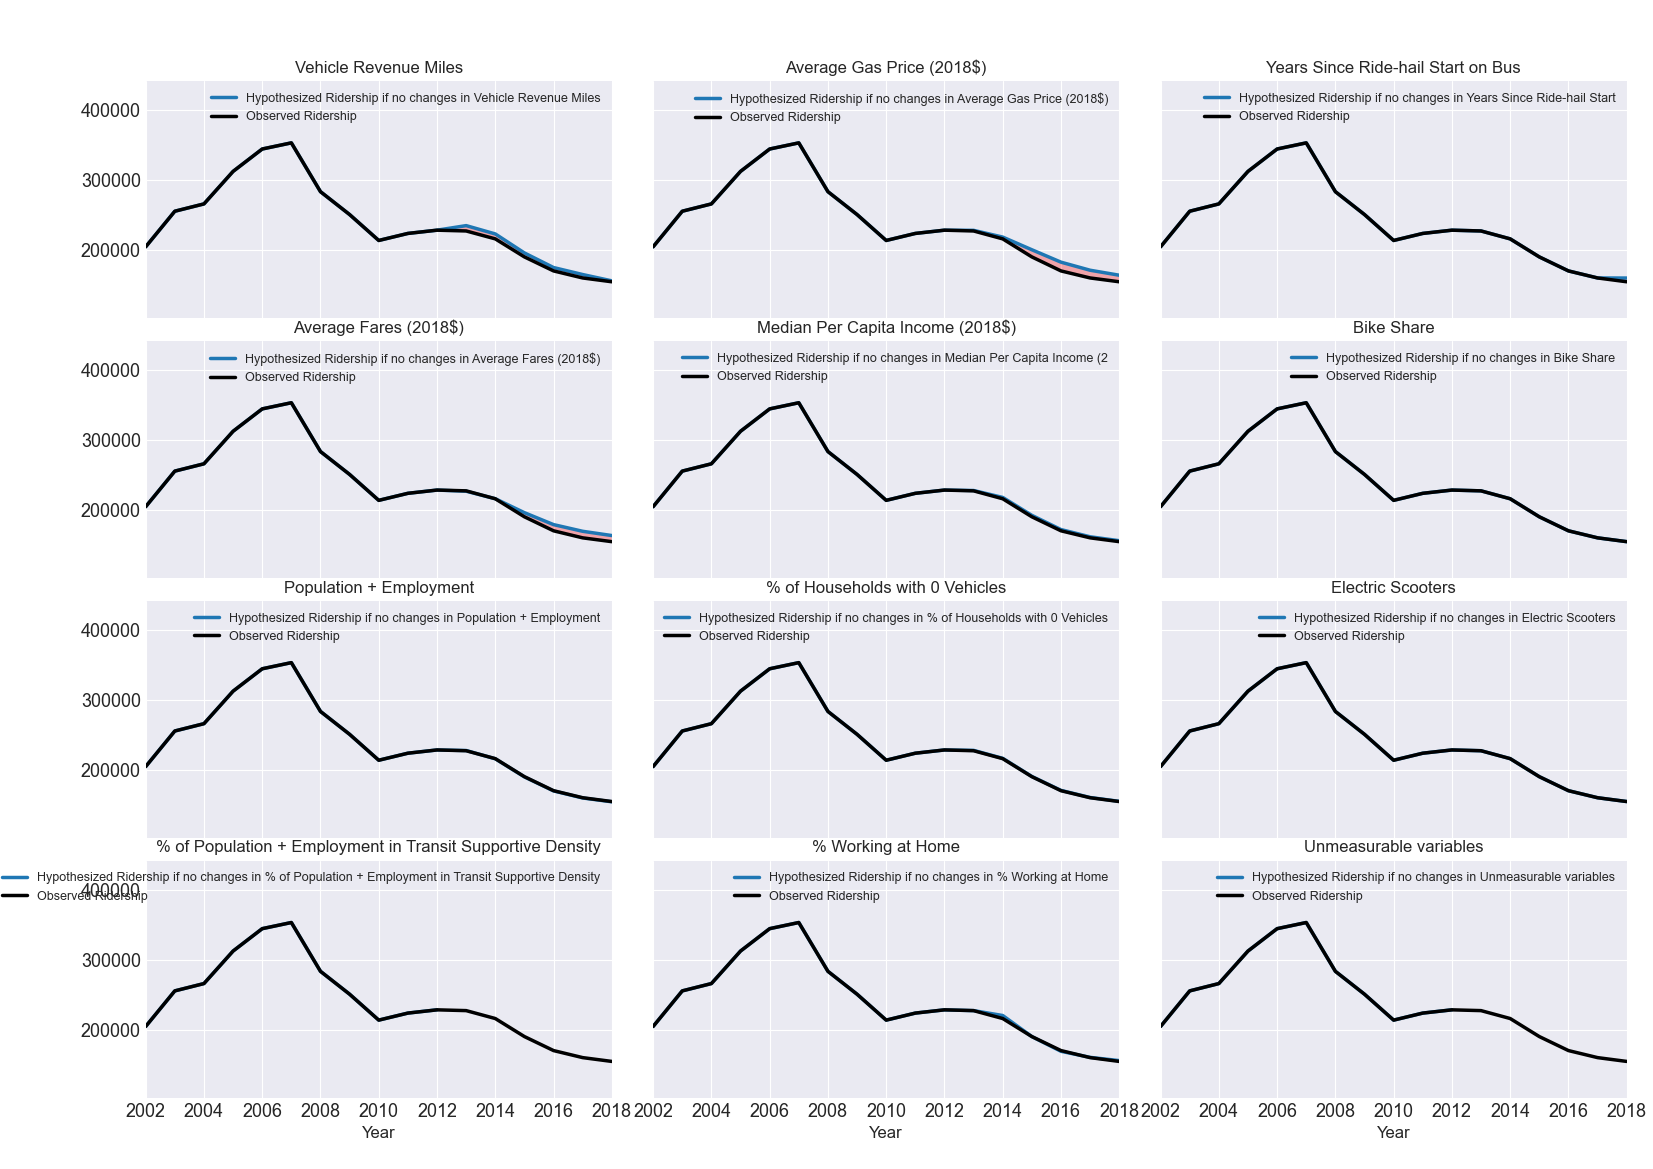 Vehicle Revenue Miles
Hypothesized Ridership if no changes in Vehicle Revenue Miles
Observed Ridership
400000
300000
200000
Average Gas Price (2018$)
Hypothesized Ridership if no changes in Average Gas Price (2018$)
Observed Ridership
Years Since Ride-hail Start on Bus
Hypothesized Ridership if no changes in Years Since Ride-hail Start
Observed Ridership
Average Fares (2018$)
Hypothesized Ridership if no changes in Average Fares (2018$)
Observed Ridership
400000
300000
200000
Median Per Capita Income (2018$)
Hypothesized Ridership if no changes in Median Per Capita Income (2
Observed Ridership
Bike Share
Hypothesized Ridership if no changes in Bike Share
Observed Ridership
Population + Employment
Hypothesized Ridership if no changes in Population + Employment
Observed Ridership
400000
300000
200000
% of Households with 0 Vehicles
Hypothesized Ridership if no changes in % of Households with 0 Vehicles
Observed Ridership
Electric Scooters
Hypothesized Ridership if no changes in Electric Scooters
Observed Ridership
% of Population + Employment in Transit Supportive Density
Hypothesized Ridership if no changes in % of Population + Employment in Transit Supportive Density
Observed Ridership
400000
300000
200000
2002 2004 2006 2008 2010 2012 2014 2016 2018
Year
% Working at Home
Hypothesized Ridership if no changes in % Working at Home
Observed Ridership
2002 2004 2006 2008 2010 2012 2014 2016 2018
Year
Unmeasurable variables
Hypothesized Ridership if no changes in Unmeasurable variables
Observed Ridership
2002 2004 2006 2008 2010 2012 2014 2016 2018
Year